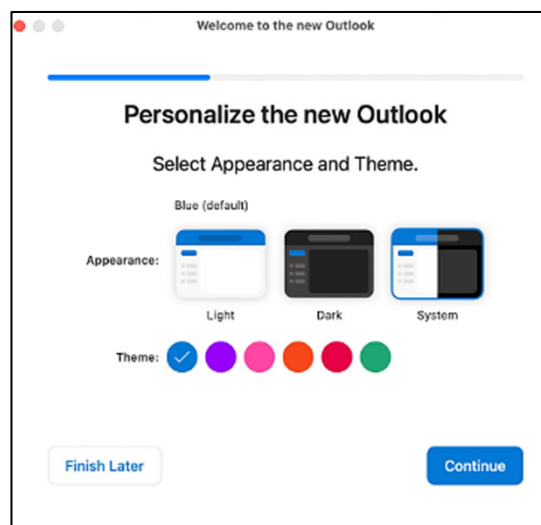 Welcome to the new Outlook
Personalize the new Outlook
Select Appearance and Theme.
Blue (default)
Appearance:
Light Dark System
Theme:
Finish Later Continue